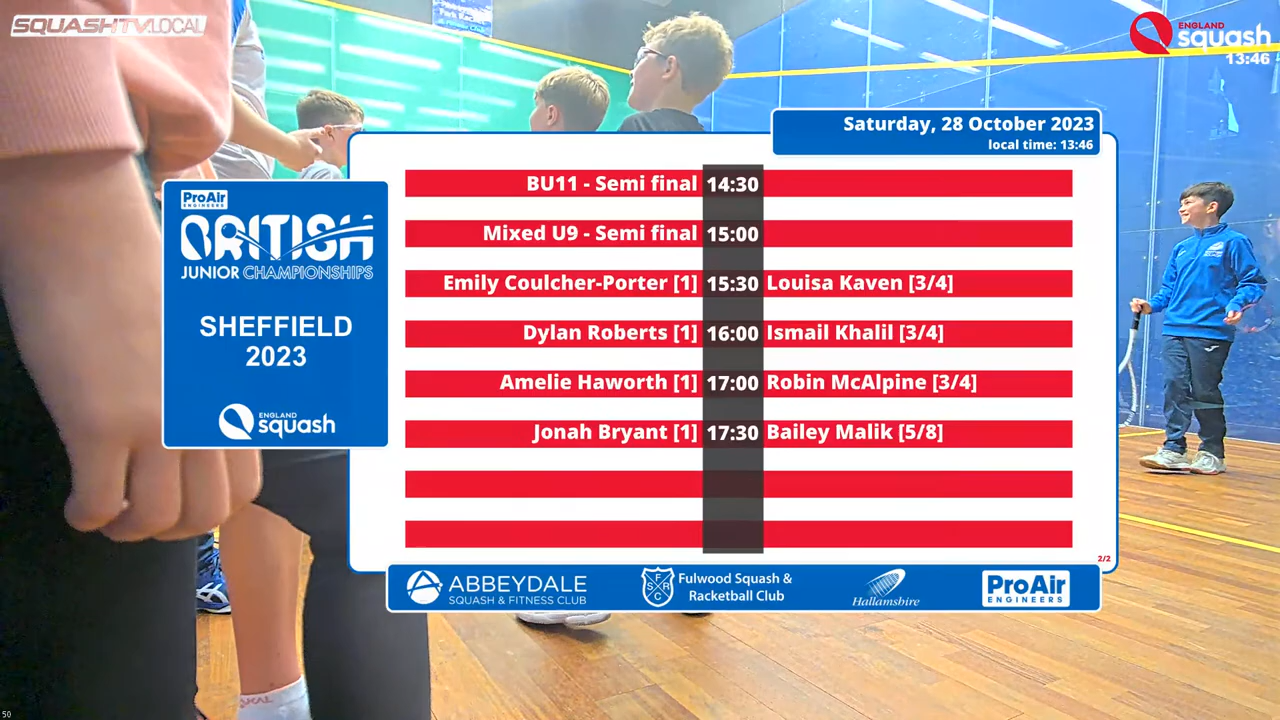 SQUASHTV.LOCAL
ENGLAND
squash
13:46
Saturday, 28 October 2023
local time: 13:46
BU11 - Semi final 14:30
Mixed U9 - Semi final 15:00
Emily Coulcher-Porter [1] 15:30 Louisa Kaven [3/4]
Dylan Roberts [1] 16:00 Ismail Khalil [3/4]
Amelie Haworth [1] 17:00 Robin McAlpine [3/4]
Jonah Bryant [1] 17:30 Bailey Malik [5/8]
2/2
ProAir
ENGINEERS
BRITISH
JUNIOR CHAMPIONSHIPS
SHEFFIELD
2023
ENGLAND
squash
ABBEYDALE
SQUASH & FITNESS CLUB
F
S R
C
Fulwood Squash &
Racketball Club
Hallamshire
ProAir
ENGINEERS
50